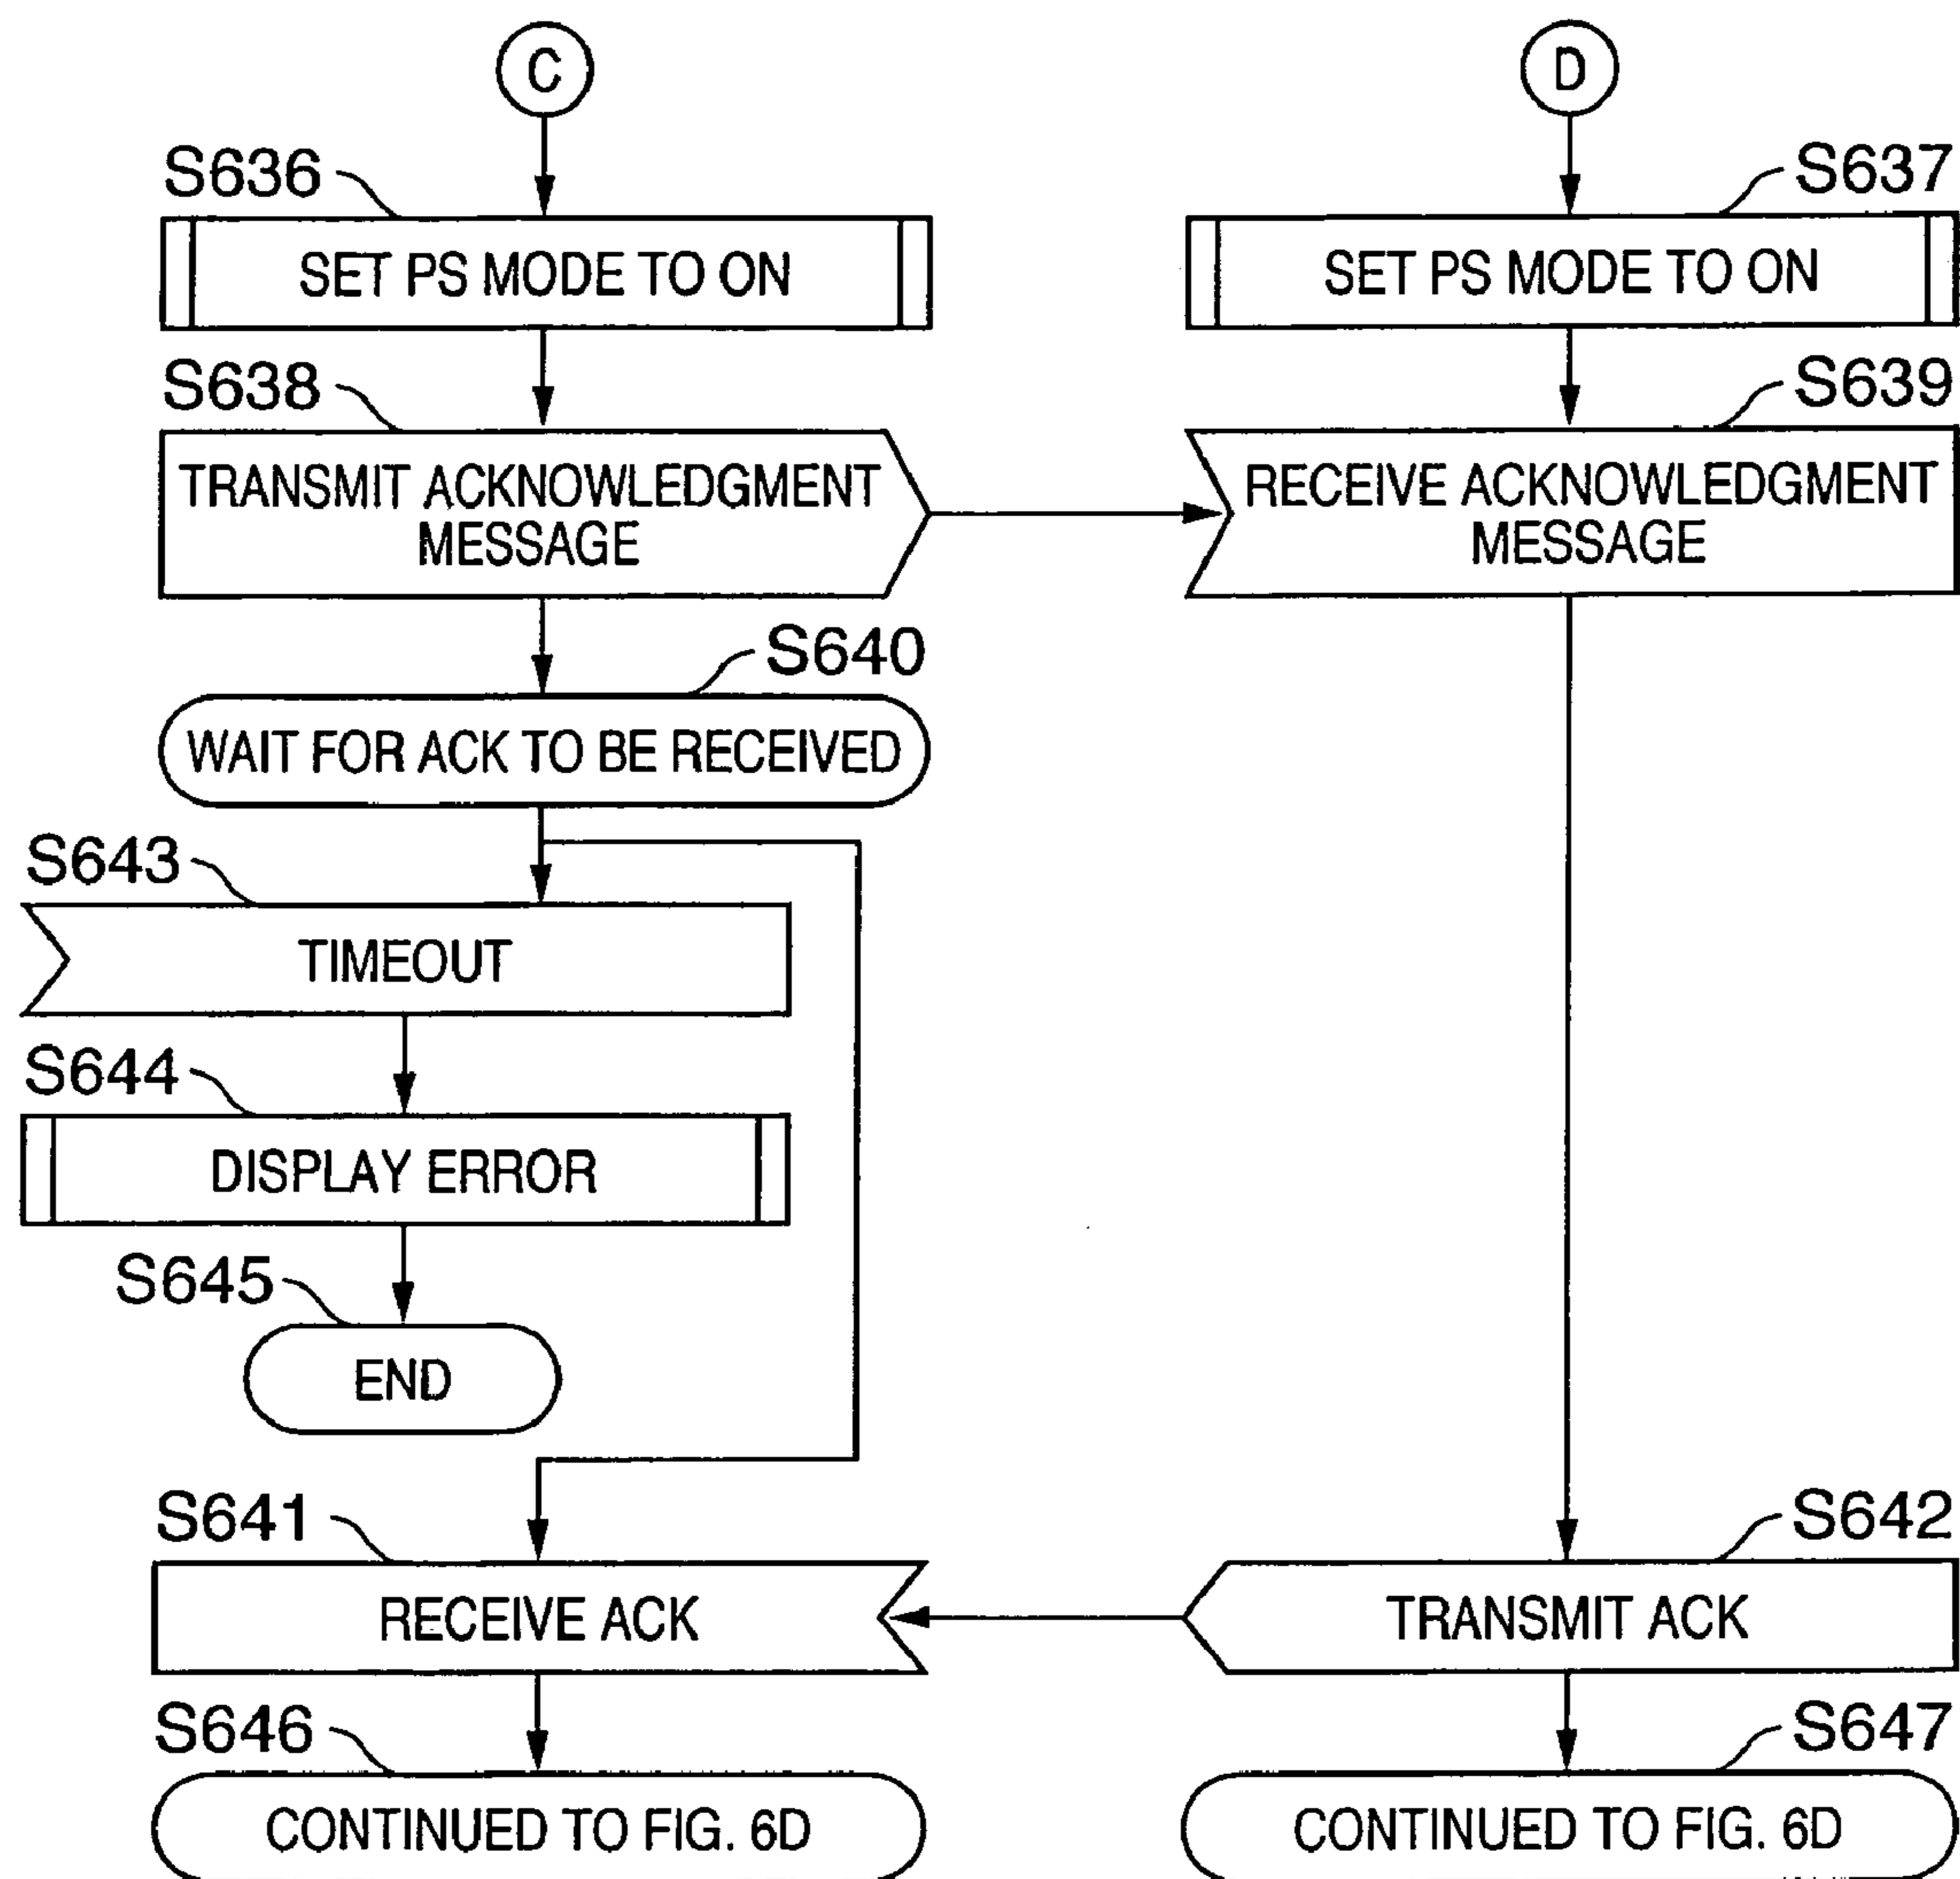 C
D
S636
S637
SET PS MODE TO ON
SET PS MODE TO ON
S638
S639
TRANSMIT ACKNOWLEDGMENT
MESSAGE
RECEIVE ACKNOWLEDGMENT
MESSAGE
S640
WAIT FOR ACK TO BE RECEIVED
S643
TIMEOUT
S644
DISPLAY ERROR
S645
END
S641
S642
RECEIVE ACK
TRANSMIT ACK
S646
S647
CONTINUED TO FIG. 6D
CONTINUED TO FIG. 6D